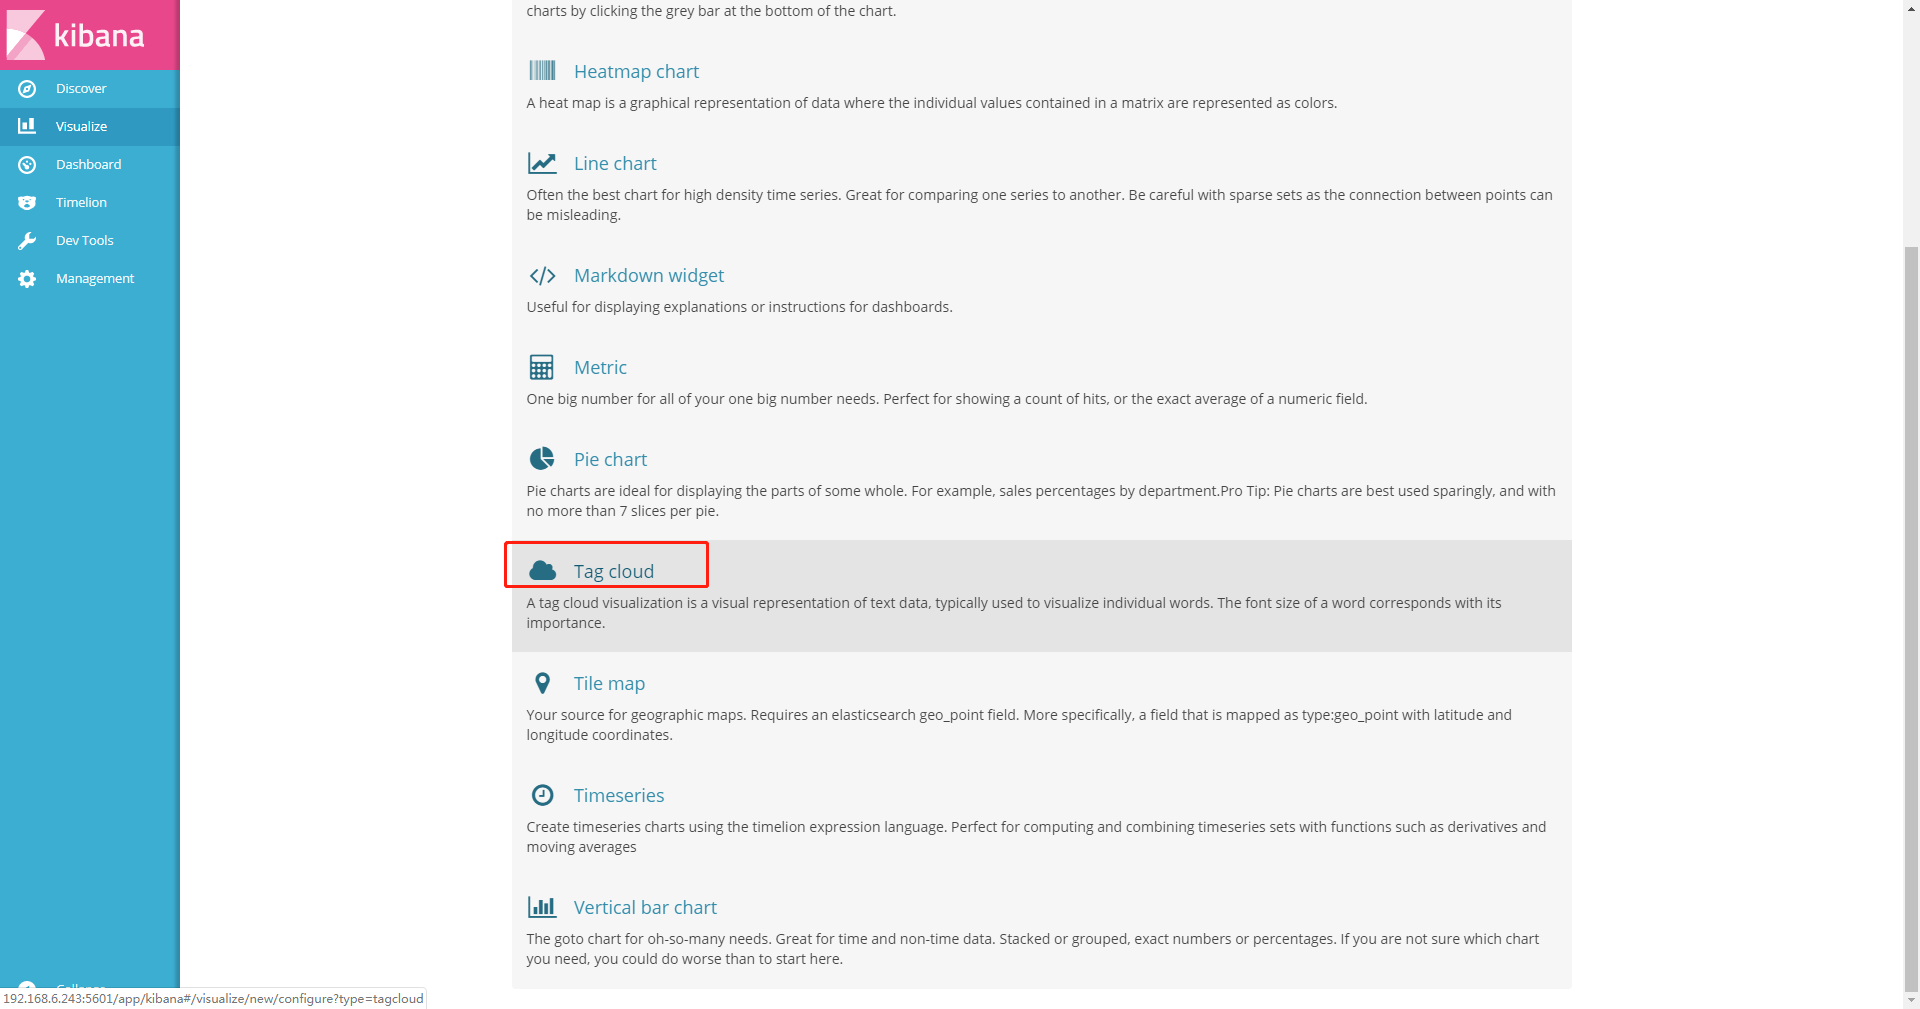 charts by clicking the grey bar at the bottom of the chart.
kibana
Discover
Visualize
Dashboard
Timelion
Dev Tools
Management
Heatmap chart
A heat map is a graphical representation of data where the individual values contained in a matrix are represented as colors.
Line chart
Often the best chart for high density time series. Great for comparing one series to another. Be careful with sparse sets as the connection between points can
be misleading.
Markdown widget
Useful for displaying explanations or instructions for dashboards.
Metric
One big number for all of your one big number needs. Perfect for showing a count of hits, or the exact average of a numeric field.
Pie chart
Pie charts are ideal for displaying the parts of some whole. For example, sales percentages by department.Pro Tip: Pie charts are best used sparingly, and with
no more than 7 slices per pie.
Tag cloud
A tag cloud visualization is a visual representation of text data, typically used to visualize individual words. The font size of a word corresponds with its
importance.
Tile map
Your source for geographic maps. Requires an elasticsearch geo_point field. More specifically, a field that is mapped as type:geo_point with latitude and
longitude coordinates.
Timeseries
Create timeseries charts using the timelion expression language. Perfect for computing and combining timeseries sets with functions such as derivatives and
moving averages
Vertical bar chart
The goto chart for oh-so-many needs. Great for time and non-time data. Stacked or grouped, exact numbers or percentages. If you are not sure which chart
you need, you could do worse than to start here.
Collapse
192.168.6.243:5601/app/kibana#/visualize/new/configure?type=tagcloud